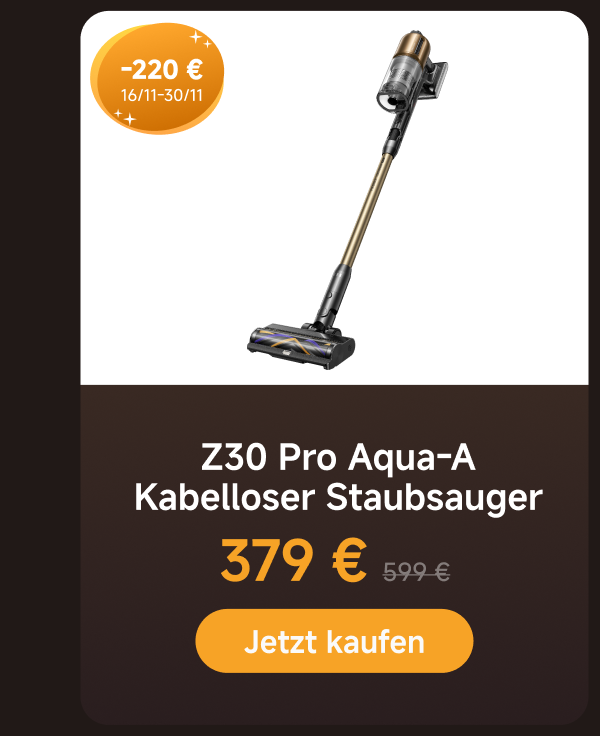 -220 €
16/11-30/11
Z30 Pro Aqua-A
Kabelloser Staubsauger
379 € 599 €
Jetzt kaufen